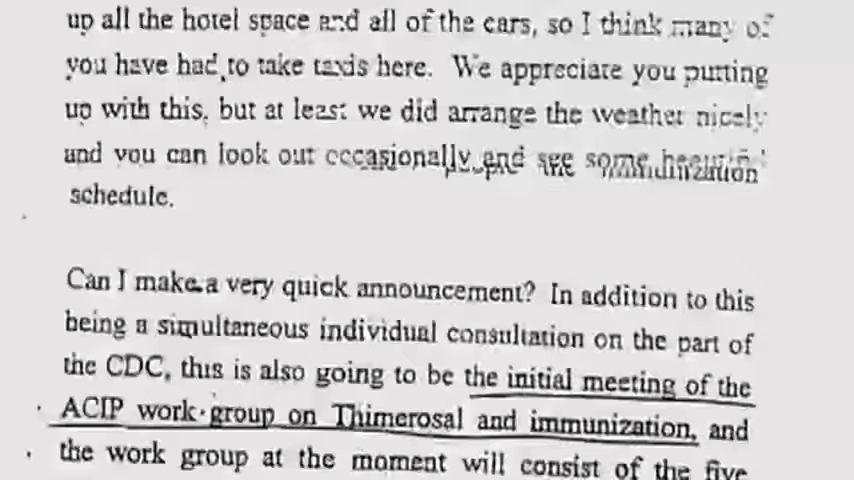 up all the hotel space and all of the cars, so I think many of
you have had to take taxis here. We appreciate you putting
up with this, but at least we did arrange the weather nicely
and you can look out occasionally and see some
schedule.
Can I make a very quick announcement? In addition to this
being a simultaneous individual consultation on the part of
the CDC, this is also going to be the initial meeting of the
ACIP work group on Thimerosal and immunization, and
the work group at the moment will consist of the five